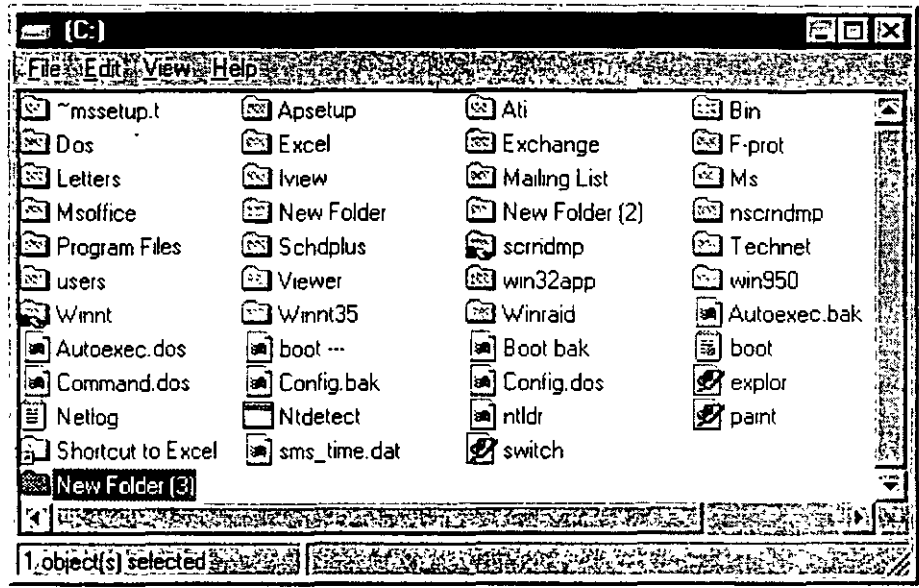 (C:)
File Edit View Help
~mssetup.t Apsetup Ati Bin
Dos Excel Exchange F-prot
Letters Iview Mailing List Ms
Msoffice New Folder New Folder (2) nscrndmp
Program Files Schdplus scrndmp Technet
users Viewer win32app win950
Winnt Winnt35 Winraid Autoexec.bak
Autoexec.dos boot --- Boot bak boot
Command.dos Config.bak Config.dos explor
Netlog Ntdetect ntldr paint
Shortcut to Excel sms_time.dat switch
New Folder (3)
1 object(s) selected